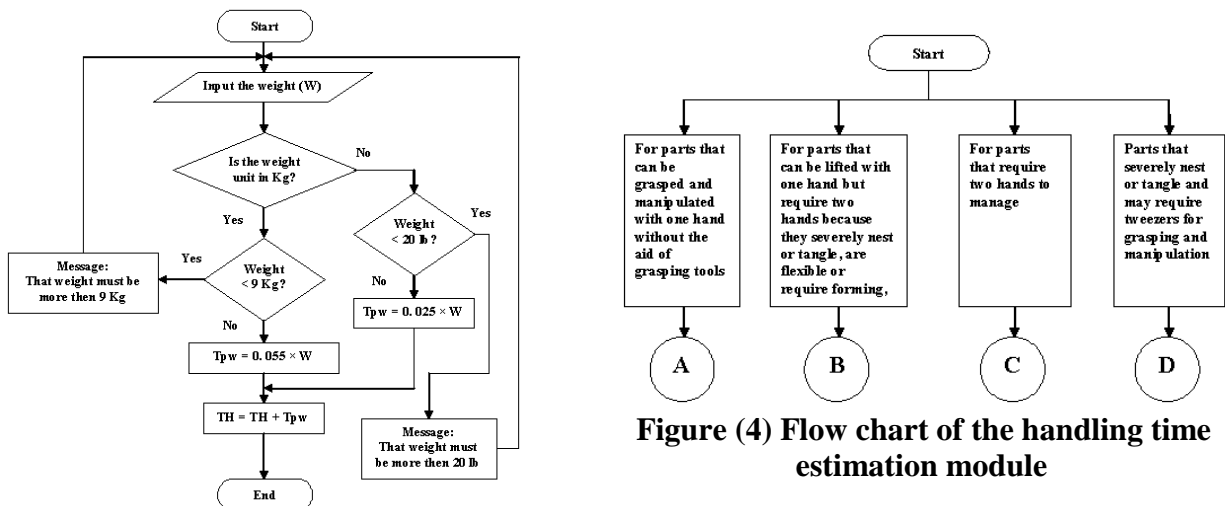 Start
Input the weight (W)
Is the weight
unit in Kg?
No
Yes
Weight
< 20 lb?
Yes
Weight
< 9 Kg?
Yes
Message:
That weight must be
more then 9 Kg
No
Tpw = 0.025 × W
No
Tpw = 0.055 × W
TH = TH + Tpw
Message:
That weight must
be more then 20 lb
End
Start
For parts that
can be
grasped and
manipulated
with one hand
without the
aid of
grasping tools
For parts that
can be lifted with
one hand but
require two
hands because
they severely nest
or tangle, are
flexible or
require forming,
For parts
that require
two hands to
manage
Parts that
severely nest
or tangle and
may require
tweezers for
grasping and
manipulation
A
B
C
D
Figure (4) Flow chart of the handling time
estimation module